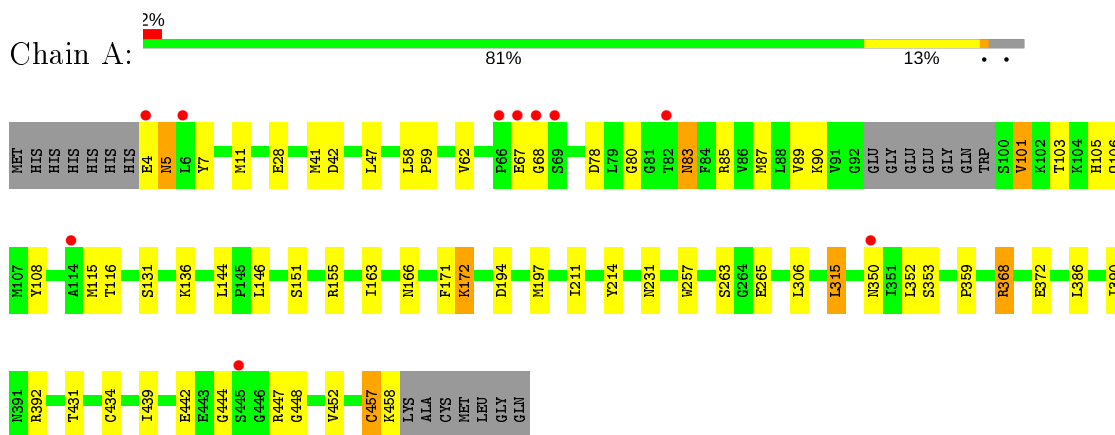 2%
Chain A:
81%
13%
MET HIS HIS HIS HIS HIS HIS E4 N5 L6 Y7 M11 E28 M41 D42 L47 L58 P59 V62 P66 E67 G68 S69 D78 L79 G80 G81 T82 N83 F84 R85 V86 M87 L88 V89 K90 V91 G92 GLU GLY GLU GLU GLY GLN TRP S100 V101 K102 T103 K104 H105 Q106
M107 Y108 A114 M115 T116 S131 K136 L144 P145 L146 S151 R155 I163 N166 F171 K172 D194 M197 I211 Y214 N231 W257 S263 G264 E265 L306 L315 N350 I351 L352 S353 P359 R368 E372 L386 I390
N391 R392 T431 C434 I439 E442 E443 G444 S445 G446 R447 G448 V452 C457 K458 LYS ALA CYS MET LEU GLY GLN